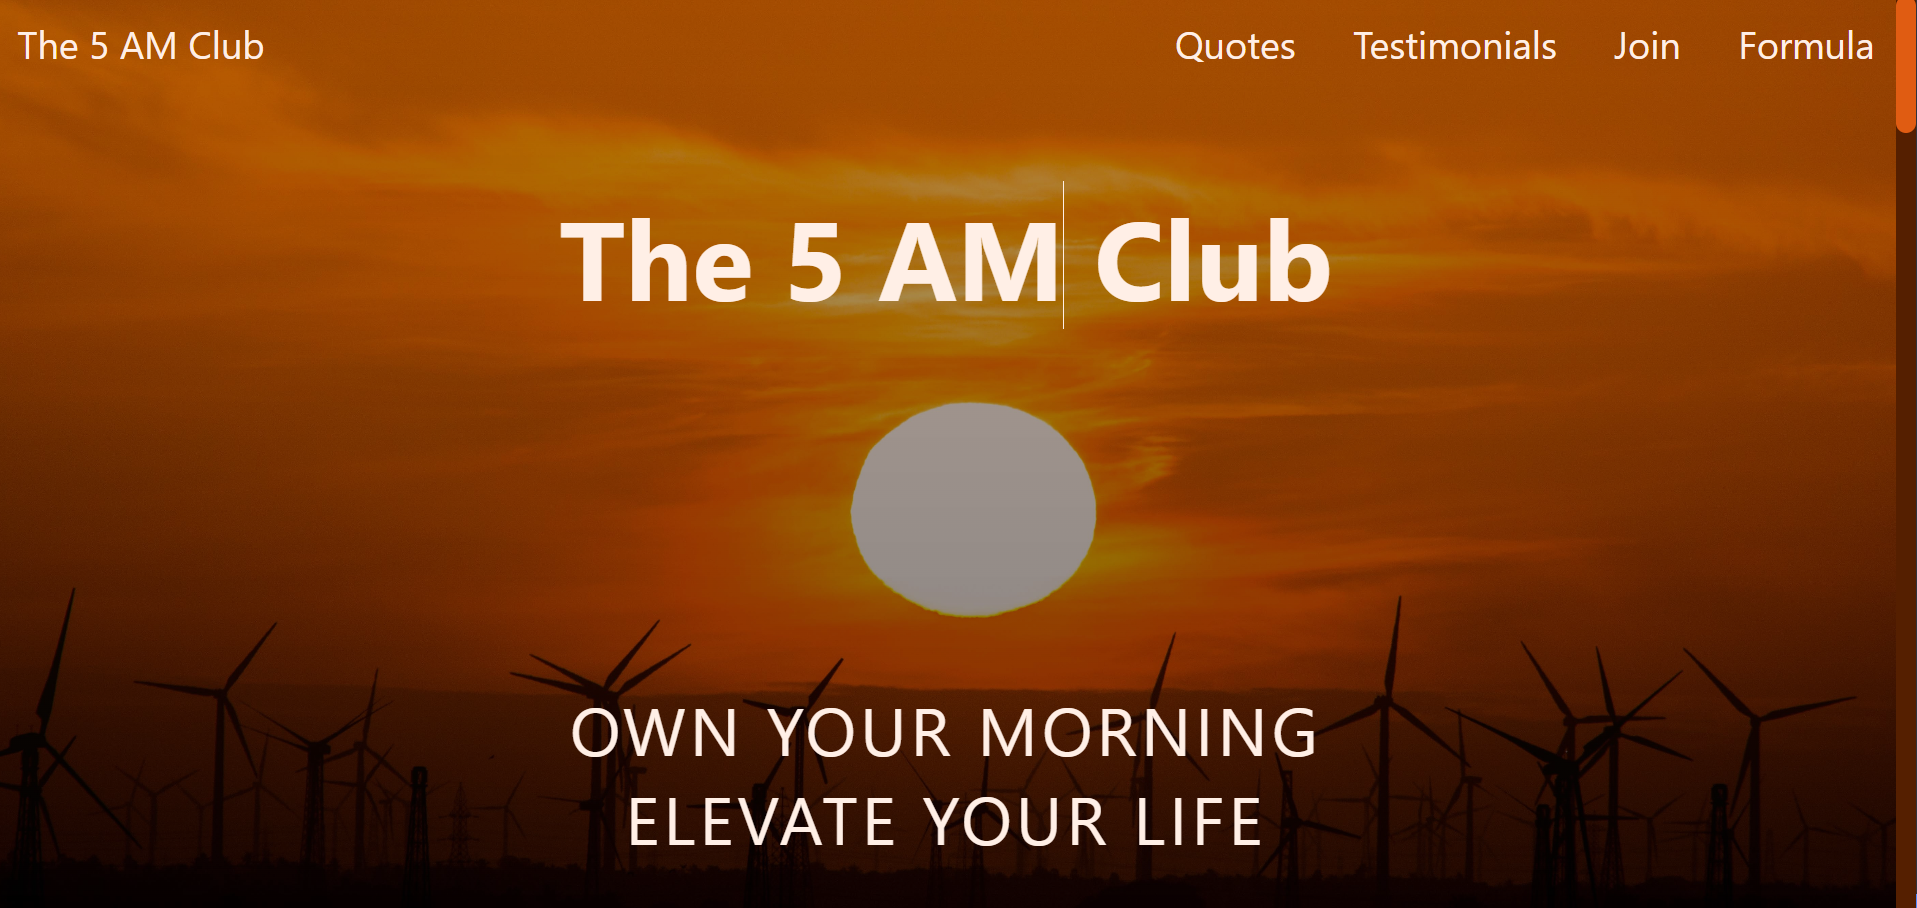 The 5 AM Club
Quotes Testimonials Join Formula
The 5 AM Club
OWN YOUR MORNING
ELEVATE YOUR LIFE